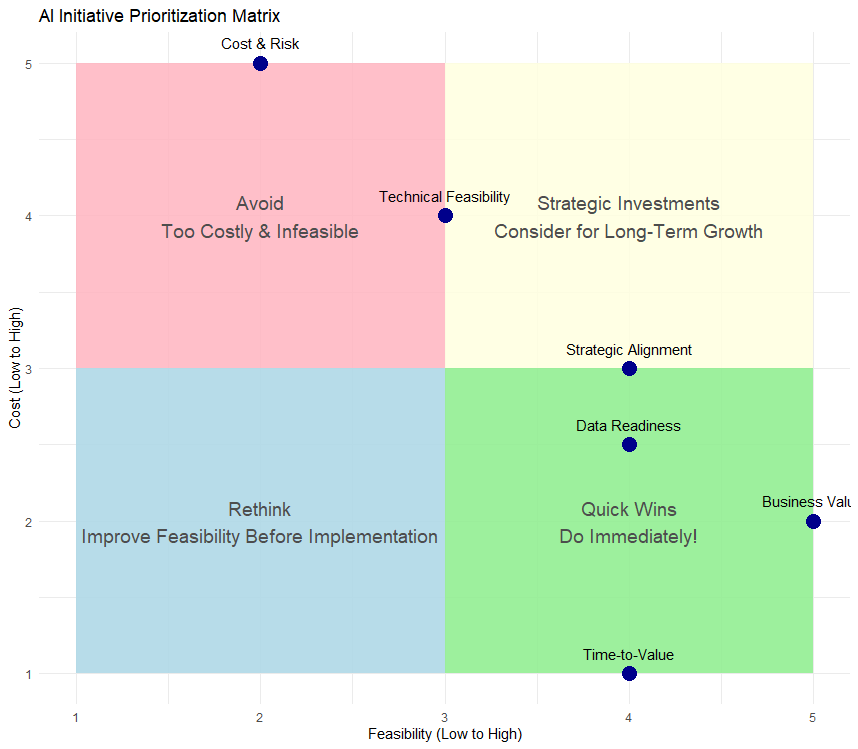 AI Initiative Prioritization Matrix
Cost & Risk
5
Technical Feasibility
Avoid
Too Costly & Infeasible
Strategic Investments
Consider for Long-Term Growth
4
Strategic Alignment
3
Data Readiness
Business Valu
Rethink
Improve Feasibility Before Implementation
Quick Wins
Do Immediately!
2
Time-to-Value
1
Cost (Low to High)
1 2 3 4 5
Feasibility (Low to High)